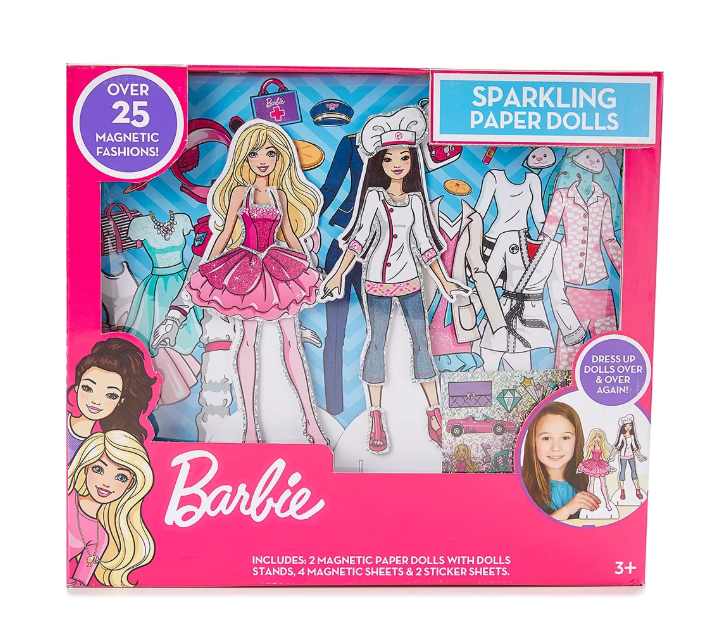 OVER
25
MAGNETIC
FASHIONS!
SPARKLING
PAPER DOLLS
Barbie
DRESS UP
DOLLS OVER
& OVER
AGAIN!
Barbie
INCLUDES: 2 MAGNETIC PAPER DOLLS WITH DOLLS
STANDS, 4 MAGNETIC SHEETS & 2 STICKER SHEETS.
3+